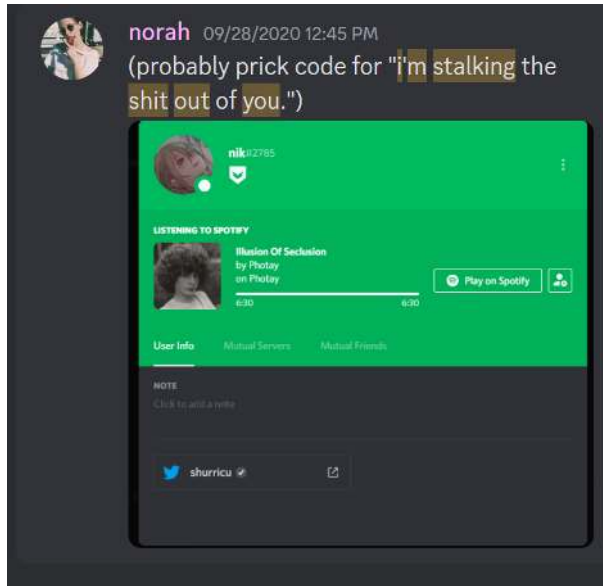 norah 09/28/2020 12:45 PM
(probably prick code for "i'm stalking the
shit out of you.")
nik#2785
LISTENING TO SPOTIFY
Illusion Of Seclusion
by Photay
on Photay
6:30 6:30
Play on Spotify
User Info Mutual Servers Mutual Friends
NOTE
Click to add a note
shurricu